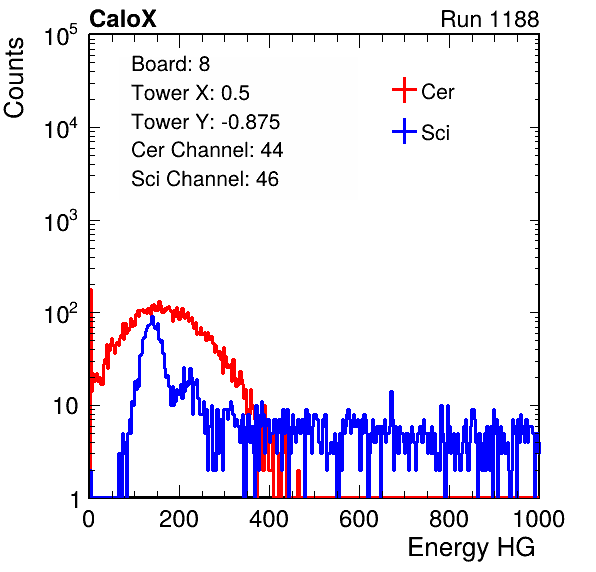 CaloX Run 1188
Board: 8
Tower X: 0.5
Tower Y: -0.875
Cer Channel: 44
Sci Channel: 46
Cer
Sci
Counts
10^5
10^4
10^3
10^2
10
1
0 200 400 600 800 1000
Energy HG